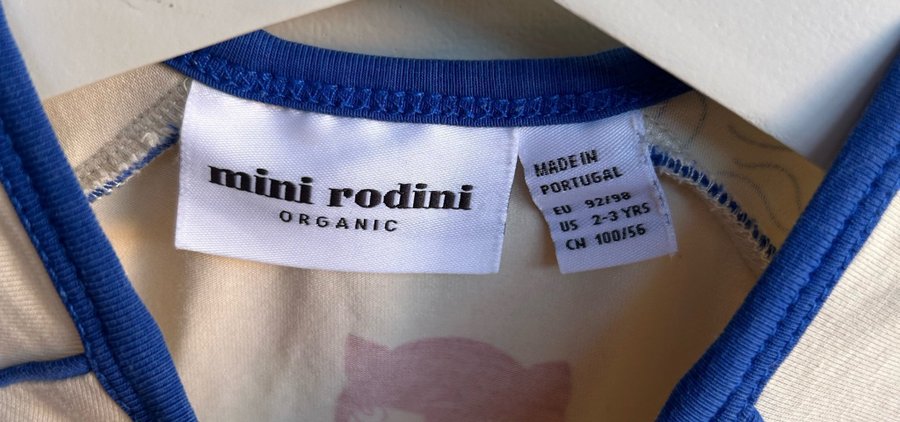 mini rodini
ORGANIC
MADE IN
PORTUGAL
EU 92/98
US 2-3 YRS
CN 100/56